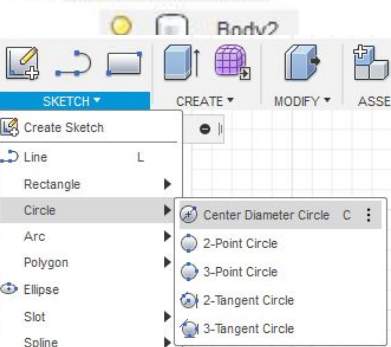 Body2
SKETCH ▾ CREATE ▾ MODIFY ▾ ASSE
Create Sketch
Line L
Rectangle
Circle
Center Diameter Circle C
Arc
2-Point Circle
Polygon
3-Point Circle
Ellipse
2-Tangent Circle
Slot
3-Tangent Circle
Spline